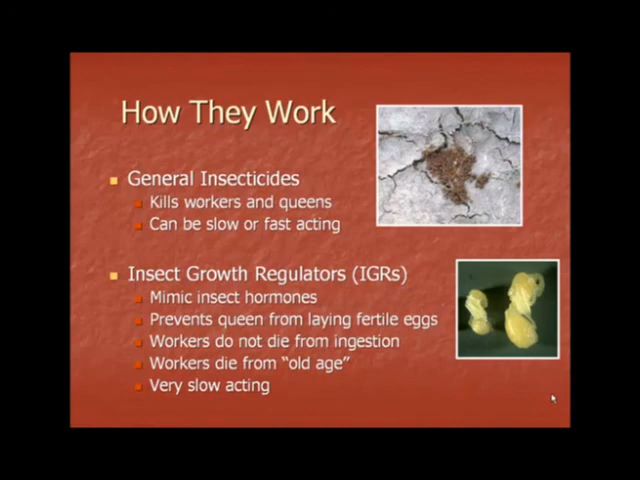 How They Work
General Insecticides
Kills workers and queens
Can be slow or fast acting
Insect Growth Regulators (IGRs)
Mimic insect hormones
Prevents queen from laying fertile eggs
Workers do not die from ingestion
Workers die from “old age”
Very slow acting